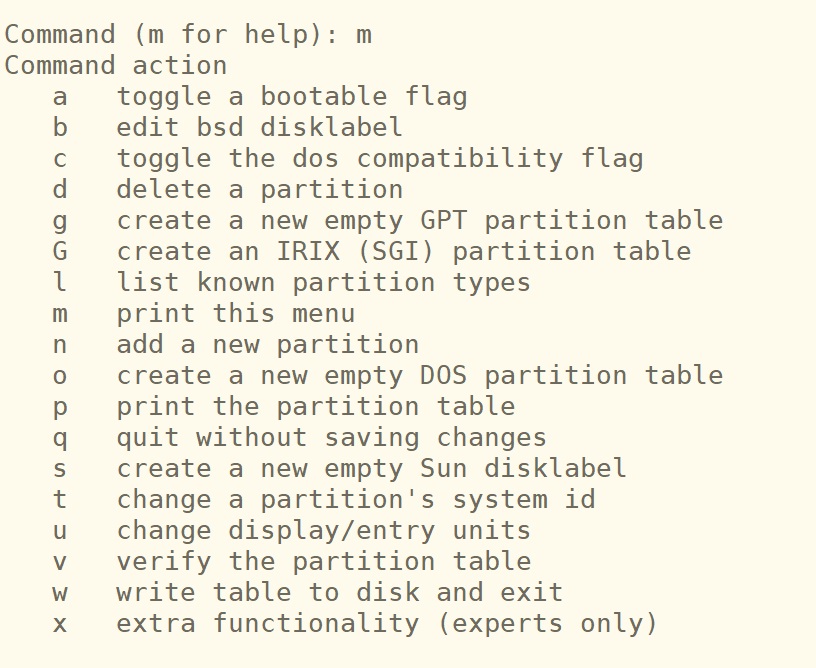 Command (m for help): m
Command action
   a   toggle a bootable flag
   b   edit bsd disklabel
   c   toggle the dos compatibility flag
   d   delete a partition
   g   create a new empty GPT partition table
   G   create an IRIX (SGI) partition table
   l   list known partition types
   m   print this menu
   n   add a new partition
   o   create a new empty DOS partition table
   p   print the partition table
   q   quit without saving changes
   s   create a new empty Sun disklabel
   t   change a partition's system id
   u   change display/entry units
   v   verify the partition table
   w   write table to disk and exit
   x   extra functionality (experts only)